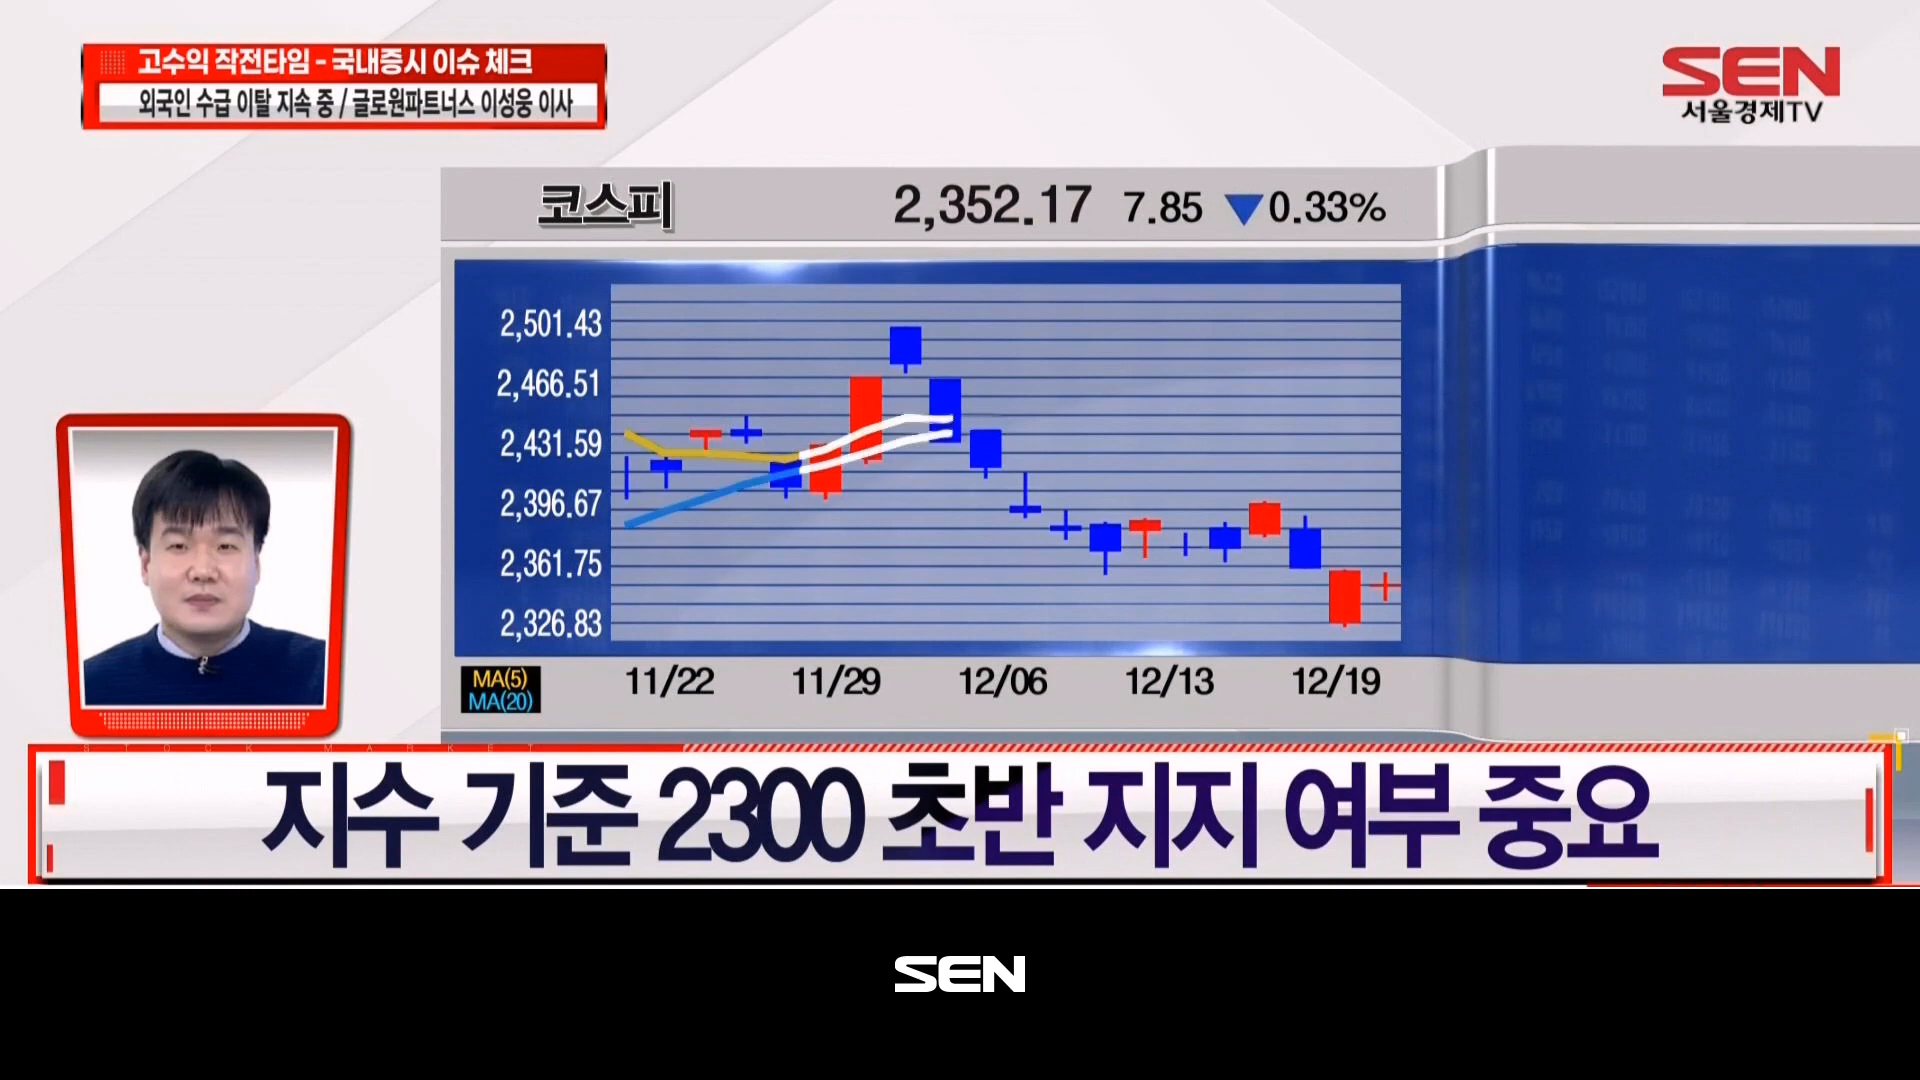 고수익 작전타임 - 국내증시 이슈 체크
외국인 수급 이탈 지속 중 / 글로원파트너스 이성웅 이사
SEN
서울경제TV
코스피 2,352.17 7.85 ▼0.33%
2,501.43
2,466.51
2,431.59
2,396.67
2,361.75
2,326.83
MA(5)
MA(20)
11/22 11/29 12/06 12/13 12/19
STOCK MARKET
지수 기준 2300 초반 지지 여부 중요
SEN